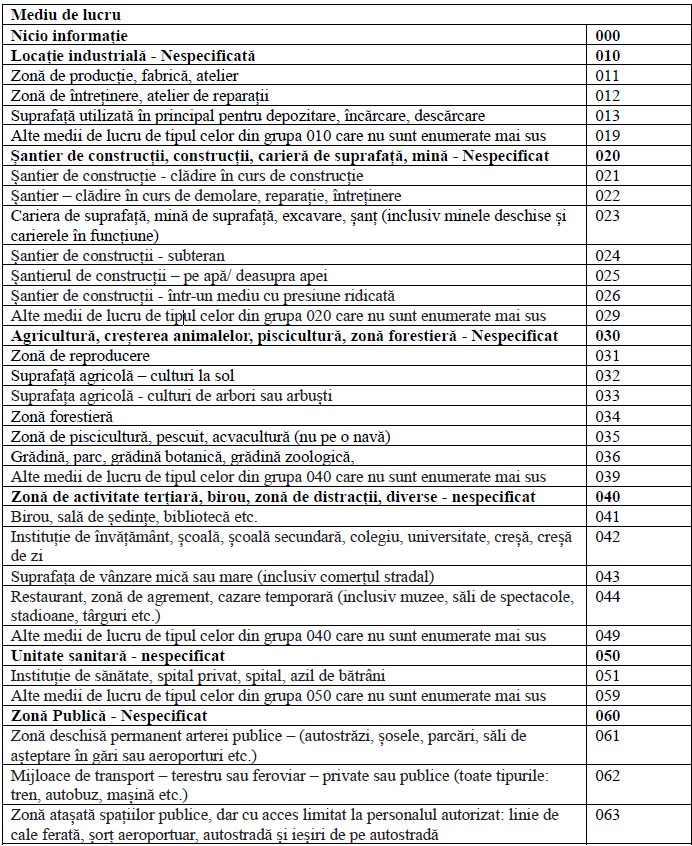 Mediu de lucru
Nicio informație 000
Locație industrială - Nespecificată 010
Zonă de producție, fabrică, atelier 011
Zonă de întreținere, atelier de reparații 012
Suprafață utilizată în principal pentru depozitare, încărcare, descărcare 013
Alte medii de lucru de tipul celor din grupa 010 care nu sunt enumerate mai sus 019
Șantier de construcții, construcții, carieră de suprafață, mină - Nespecificat 020
Șantier de construcție - clădire în curs de construcție 021
Șantier – clădire în curs de demolare, reparație, întreținere 022
Cariera de suprafață, mină de suprafață, excavare, șanț (inclusiv minele deschise și 023
carierele în funcțiune)
Șantier de construcții - subteran 024
Șantierul de construcții – pe apă/ deasupra apei 025
Șantier de construcții - într-un mediu cu presiune ridicată 026
Alte medii de lucru de tipul celor din grupa 020 care nu sunt enumerate mai sus 029
Agricultură, creșterea animalelor, piscicultură, zonă forestieră - Nespecificat 030
Zonă de reproducere 031
Suprafață agricolă – culturi la sol 032
Suprafața agricolă - culturi de arbori sau arbuști 033
Zonă forestieră 034
Zonă de piscicultură, pescuit, acvacultură (nu pe o navă) 035
Grădină, parc, grădină botanică, grădină zoologică, 036
Alte medii de lucru de tipul celor din grupa 040 care nu sunt enumerate mai sus 039
Zonă de activitate terțiară, birou, zonă de distracții, diverse - nespecificat 040
Birou, sală de ședințe, bibliotecă etc. 041
Instituție de învățământ, școală, școală secundară, colegiu, universitate, creșă, creșă 042
de zi
Suprafața de vânzare mică sau mare (inclusiv comerțul stradal) 043
Restaurant, zonă de agrement, cazare temporară (inclusiv muzee, săli de spectacole, 044
stadioane, târguri etc.)
Alte medii de lucru de tipul celor din grupa 040 care nu sunt enumerate mai sus 049
Unitate sanitară - nespecificat 050
Instituție de sănătate, spital privat, spital, azil de bătrâni 051
Alte medii de lucru de tipul celor din grupa 050 care nu sunt enumerate mai sus 059
Zonă Publică - Nespecificat 060
Zonă deschisă permanent arterei publice – (autostrăzi, șosele, parcări, săli de 061
așteptare în gări sau aeroporturi etc.)
Mijloace de transport – terestru sau feroviar – private sau publice (toate tipurile: 062
tren, autobuz, mașină etc.)
Zonă atașată spațiilor publice, dar cu acces limitat la personalul autorizat: linie de 063
cale ferată, șorț aeroportuar, autostradă și ieșiri de pe autostradă